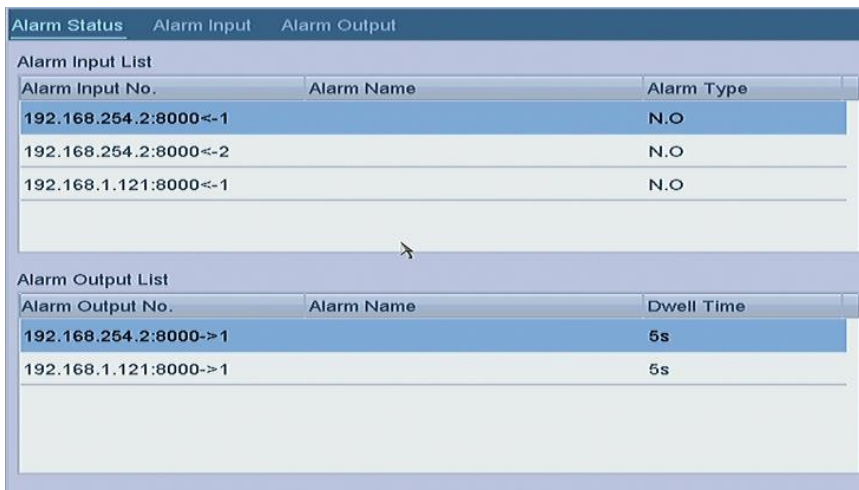 Alarm Status Alarm Input Alarm Output
Alarm Input List
Alarm Input No. Alarm Name Alarm Type
192.168.254.2:8000<-1 N.O
192.168.254.2:8000<-2 N.O
192.168.1.121:8000<-1 N.O
Alarm Output List
Alarm Output No. Alarm Name Dwell Time
192.168.254.2:8000->1 5s
192.168.1.121:8000->1 5s